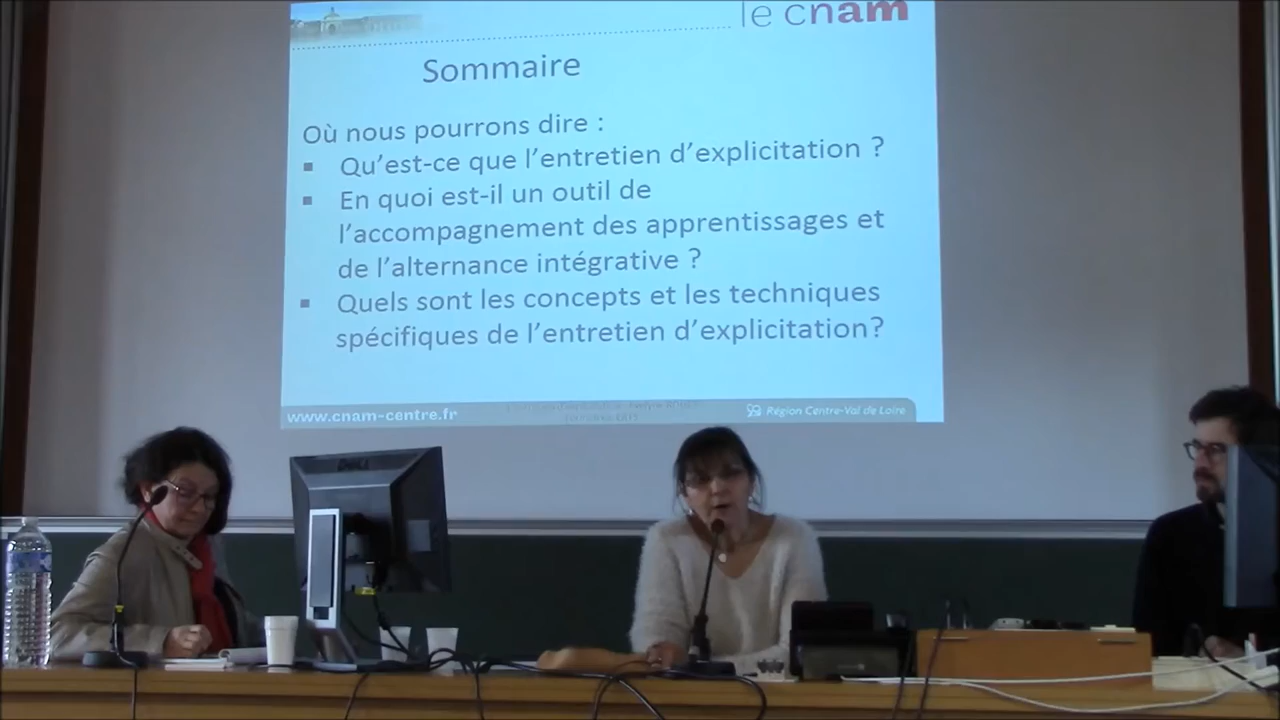 le cnam
Sommaire
Où nous pourrons dire :
▪ Qu'est-ce que l'entretien d'explicitation ?
▪ En quoi est-il un outil de
l'accompagnement des apprentissages et
de l'alternance intégrative ?
▪ Quels sont les concepts et les techniques
spécifiques de l'entretien d'explicitation?
www.cnam-centre.fr
Région Centre-Val de Loire
DELL